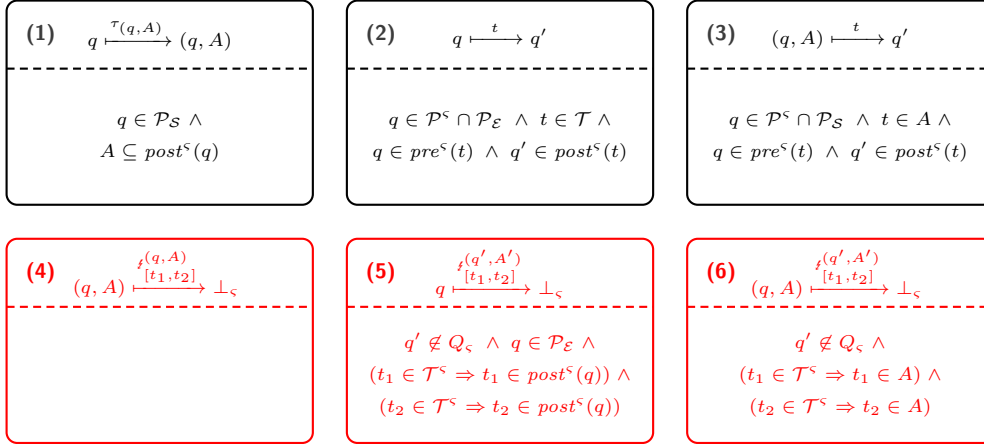 (1) q ⊢τ₍q,A₎→ (q, A)
q ∈ 𝒫_𝒮 ∧
A ⊆ post^ς(q)
(2) q ⊢t→ q′
q ∈ 𝒫^ς ∩ 𝒫_ℰ ∧ t ∈ 𝒯 ∧
q ∈ pre^ς(t) ∧ q′ ∈ post^ς(t)
(3) (q, A) ⊢t→ q′
q ∈ 𝒫^ς ∩ 𝒫_𝒮 ∧ t ∈ A ∧
q ∈ pre^ς(t) ∧ q′ ∈ post^ς(t)
(4) (q, A) ⊢↯^(q,A)_[t₁,t₂]→ ⊥_ς
(5) q ⊢↯^(q′,A′)_[t₁,t₂]→ ⊥_ς
q′ ∉ Q_ς ∧ q ∈ 𝒫_ℰ ∧
(t₁ ∈ 𝒯^ς ⇒ t₁ ∈ post^ς(q)) ∧
(t₂ ∈ 𝒯^ς ⇒ t₂ ∈ post^ς(q))
(6) (q, A) ⊢↯^(q′,A′)_[t₁,t₂]→ ⊥_ς
q′ ∉ Q_ς ∧
(t₁ ∈ 𝒯^ς ⇒ t₁ ∈ A) ∧
(t₂ ∈ 𝒯^ς ⇒ t₂ ∈ A)